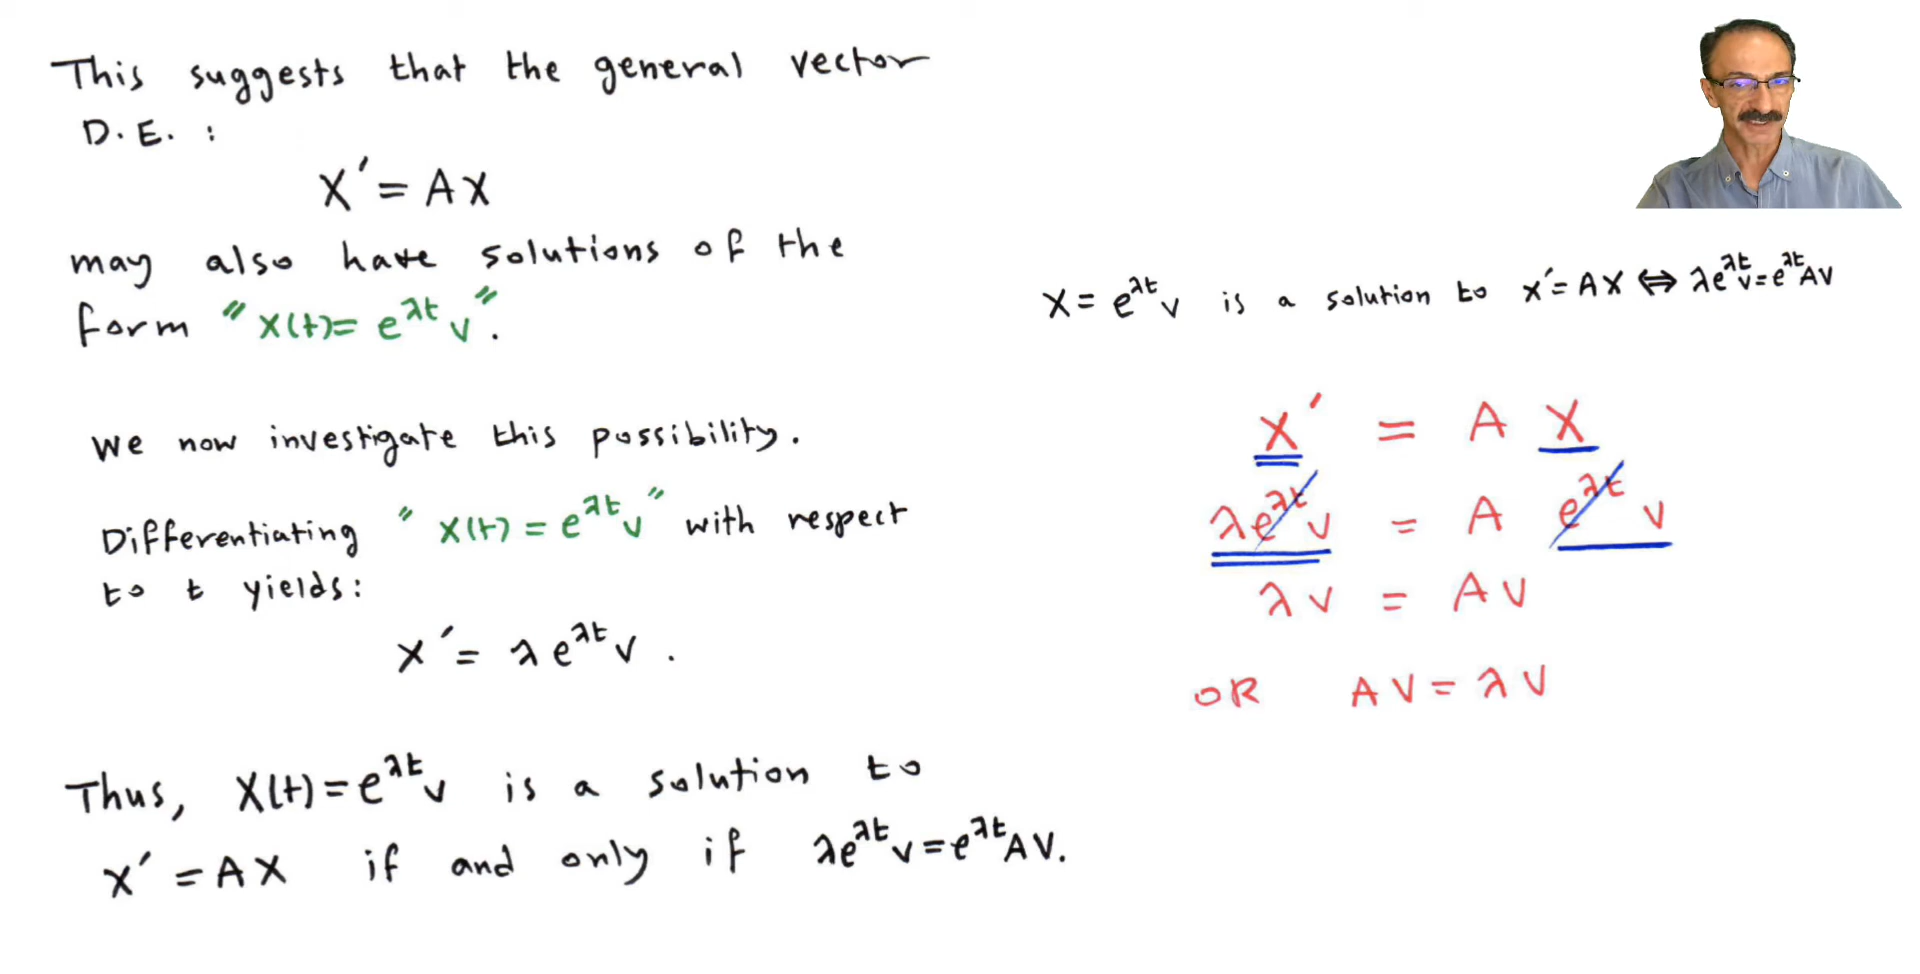 This suggests that the general vector
D.E. :
X′ = AX
may also have solutions of the
form " X(t) = e^{λt} v ".
We now investigate this possibility.
Differentiating " X(t) = e^{λt} v " with respect
to t yields:
X′ = λ e^{λt} v .
Thus, X(t) = e^{λt} v is a solution to
X′ = AX if and only if λe^{λt} v = e^{λt} AV.
X = e^{λt} v is a solution to X′ = AX ⇔ λe^{λt} v = e^{λt} AV
X′ = A X
λe^{λt} v = A e^{λt} v
λv = AV
OR AV = λV